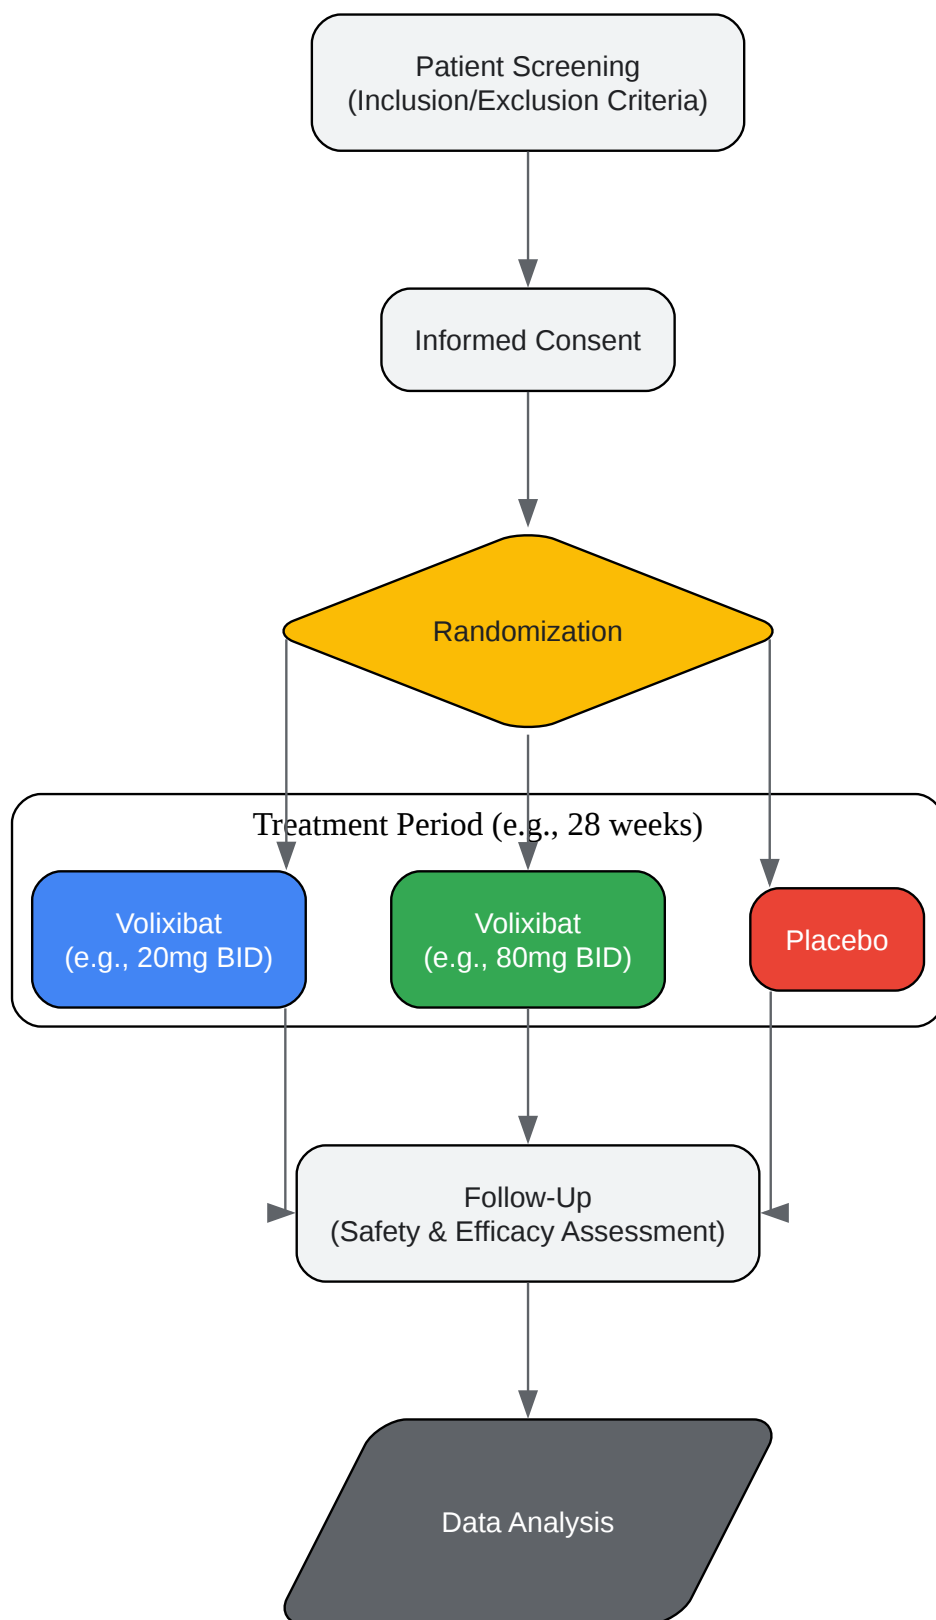 Patient Screening
(Inclusion/Exclusion Criteria)
Informed Consent
Randomization
Treatment Period (e.g., 28 weeks)
Volixibat
(e.g., 20mg BID)
Volixibat
(e.g., 80mg BID)
Placebo
Follow-Up
(Safety & Efficacy Assessment)
Data Analysis